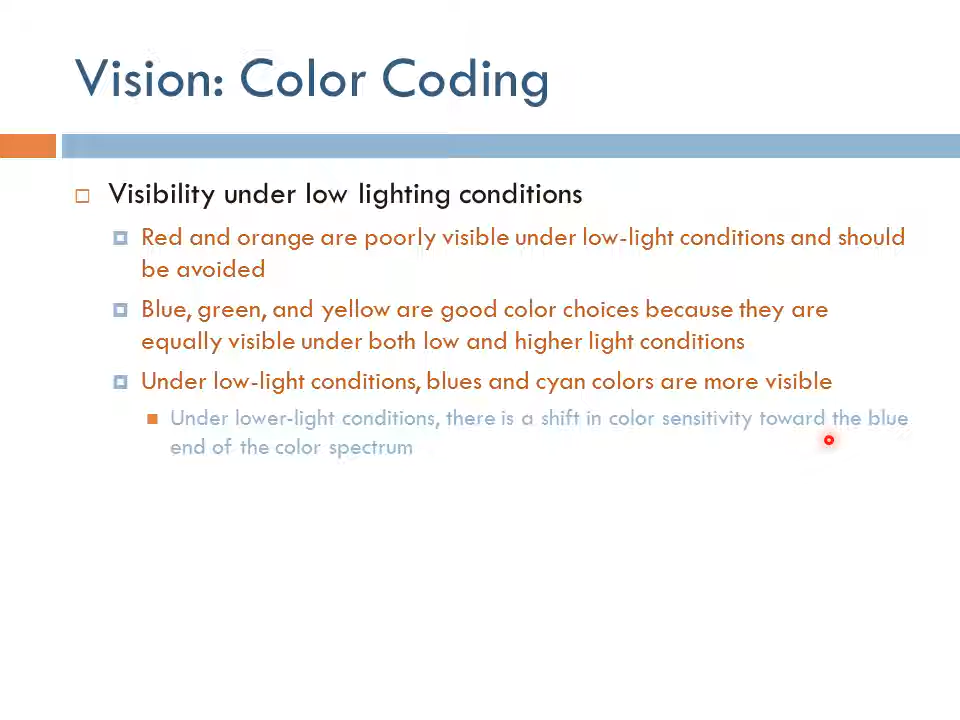 Vision: Color Coding
Visibility under low lighting conditions
Red and orange are poorly visible under low-light conditions and should
be avoided
Blue, green, and yellow are good color choices because they are
equally visible under both low and higher light conditions
Under low-light conditions, blues and cyan colors are more visible
Under lower-light conditions, there is a shift in color sensitivity toward the blue
end of the color spectrum